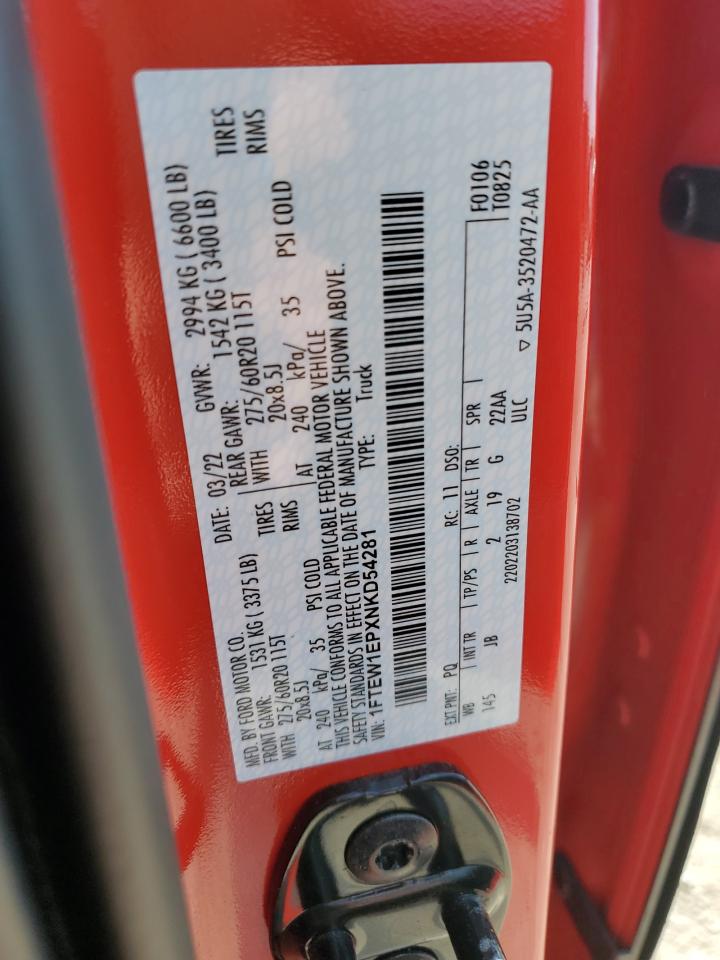 MFD. BY FORD MOTOR CO.
DATE: 03/22 GVWR: 2994 KG ( 6600 LB)
FRONT GAWR: 1531 KG ( 3375 LB) REAR GAWR: 1542 KG ( 3400 LB)
WITH 275/60R20 115T TIRES WITH 275/60R20 115T TIRES
20x8.5J RIMS 20x8.5J RIMS
AT 240 kPa/ 35 PSI COLD AT 240 kPa/ 35 PSI COLD
THIS VEHICLE CONFORMS TO ALL APPLICABLE FEDERAL MOTOR VEHICLE
SAFETY STANDARDS IN EFFECT ON THE DATE OF MANUFACTURE SHOWN ABOVE.
VIN: 1FTEW1EPXNKD54281 TYPE: Truck
F0106
T0825
EXT PNT: PQ RC: 11 DSO:
WB INT TR TP/PS R AXLE TR SPR
145 JB 2 19 G 22AA
2202203138702 ULC
▽ 5U5A-3520472-AA